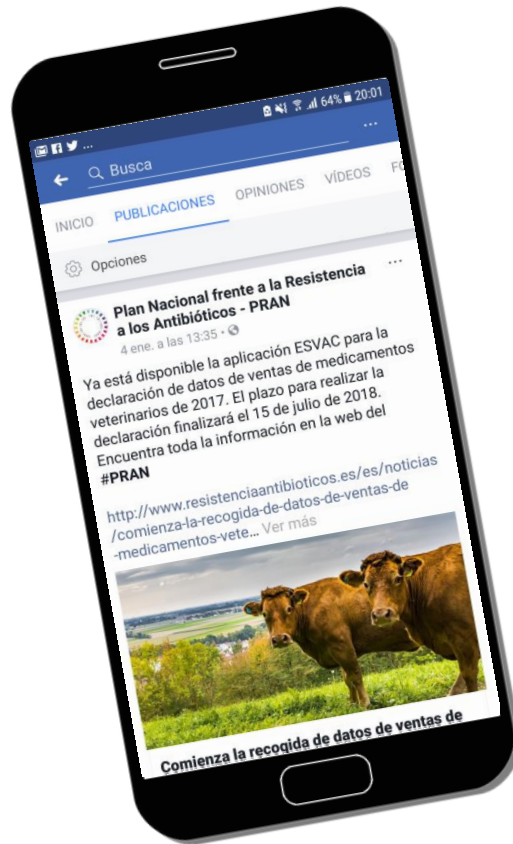 64% 20:01
Busca
INICIO PUBLICACIONES OPINIONES VÍDEOS
Opciones
Plan Nacional frente a la Resistencia
a los Antibióticos - PRAN
4 ene. a las 13:35 •
Ya está disponible la aplicación ESVAC para la
declaración de datos de ventas de medicamentos
veterinarios de 2017. El plazo para realizar la
declaración finalizará el 15 de julio de 2018.
Encuentra toda la información en la web del
#PRAN
http://www.resistenciaantibioticos.es/es/noticias
/comienza-la-recogida-de-datos-de-ventas-de
-medicamentos-vete... Ver más
Comienza la recogida de datos de ventas de